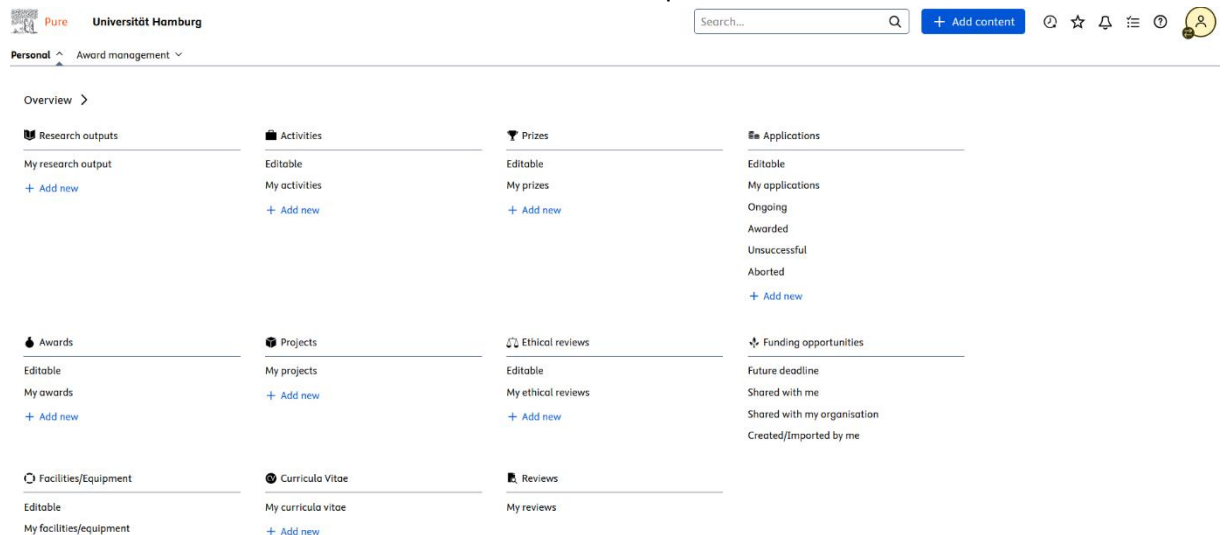 Pure Universität Hamburg Search... + Add content
Personal Award management
Overview
Research outputs
My research output
+ Add new
Activities
Editable
My activities
+ Add new
Prizes
Editable
My prizes
+ Add new
Applications
Editable
My applications
Ongoing
Awarded
Unsuccessful
Aborted
+ Add new
Awards
Editable
My awards
+ Add new
Projects
My projects
+ Add new
Ethical reviews
Editable
My ethical reviews
+ Add new
Funding opportunities
Future deadline
Shared with me
Shared with my organisation
Created/Imported by me
Facilities/Equipment
Editable
My facilities/equipment
Curricula Vitae
My curricula vitae
+ Add new
Reviews
My reviews